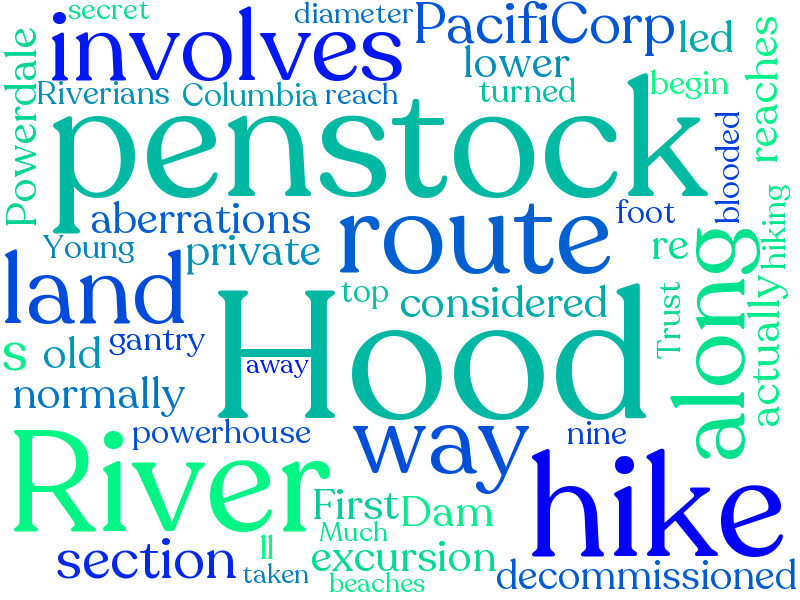 secret
diameter
PacifiCorp
led
involves
lower
Powerdale
Riverians
Columbia
reach
turned
begin
reaches
penstock
blooded
aberrations
route
foot
Young
private
re
hiking
land
top
considered
along
Trust
actually
s
old
gantry
Hood
away
normally
powerhouse
way
nine
River
hike
First
Dam
Much
section
ll
excursion
taken
beaches
decommissioned